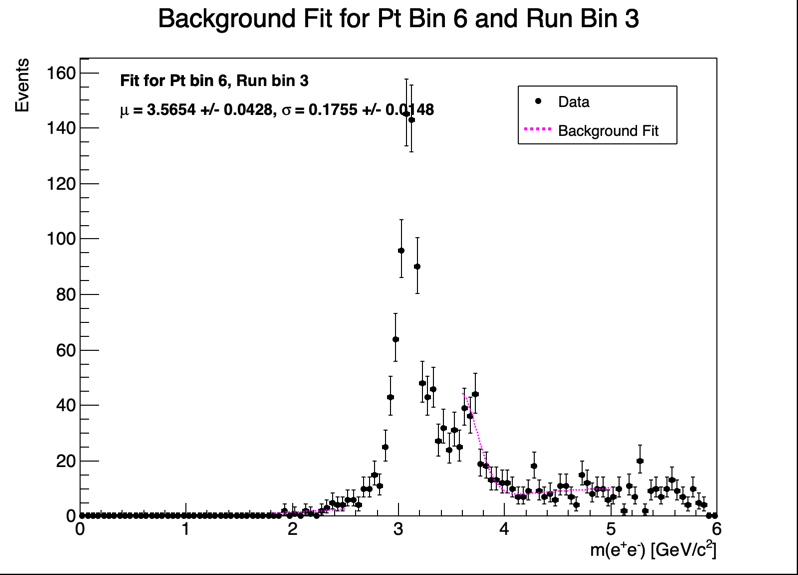 Background Fit for Pt Bin 6 and Run Bin 3
Events
160
140
120
100
80
60
40
20
0
Fit for Pt bin 6, Run bin 3
μ = 3.5654 +/- 0.0428, σ = 0.1755 +/- 0.0148
Data
Background Fit
0 1 2 3 4 5 6
m(e⁺e⁻) [GeV/c²]